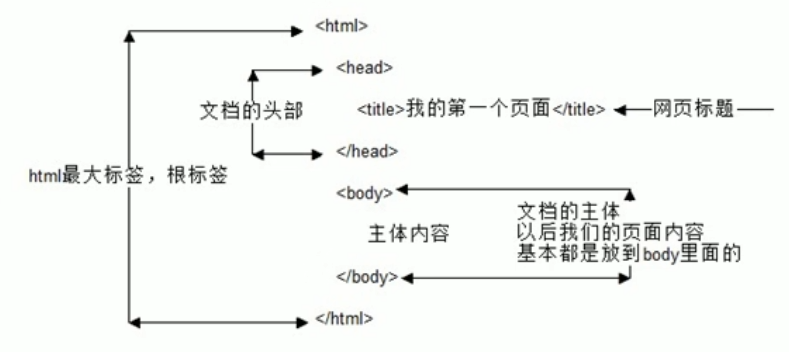 <html>
<head>
文档的头部
<title>我的第一个页面</title>
网页标题
</head>
html最大标签，根标签
<body>
文档的主体
主体内容
以后我们的页面内容
基本都是放到body里面的
</body>
</html>